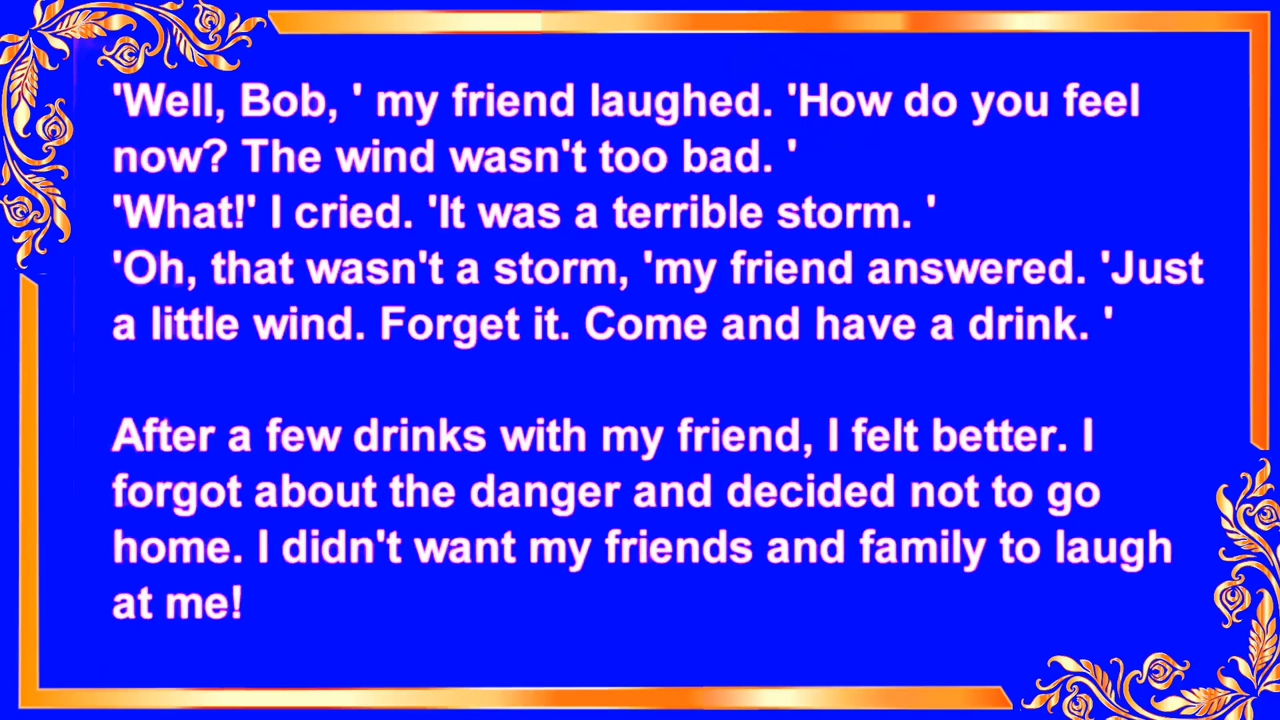 'Well, Bob, ' my friend laughed. 'How do you feel
now? The wind wasn't too bad. '
'What!' I cried. 'It was a terrible storm. '
'Oh, that wasn't a storm, 'my friend answered. 'Just
a little wind. Forget it. Come and have a drink. '
After a few drinks with my friend, I felt better. I
forgot about the danger and decided not to go
home. I didn't want my friends and family to laugh
at me!